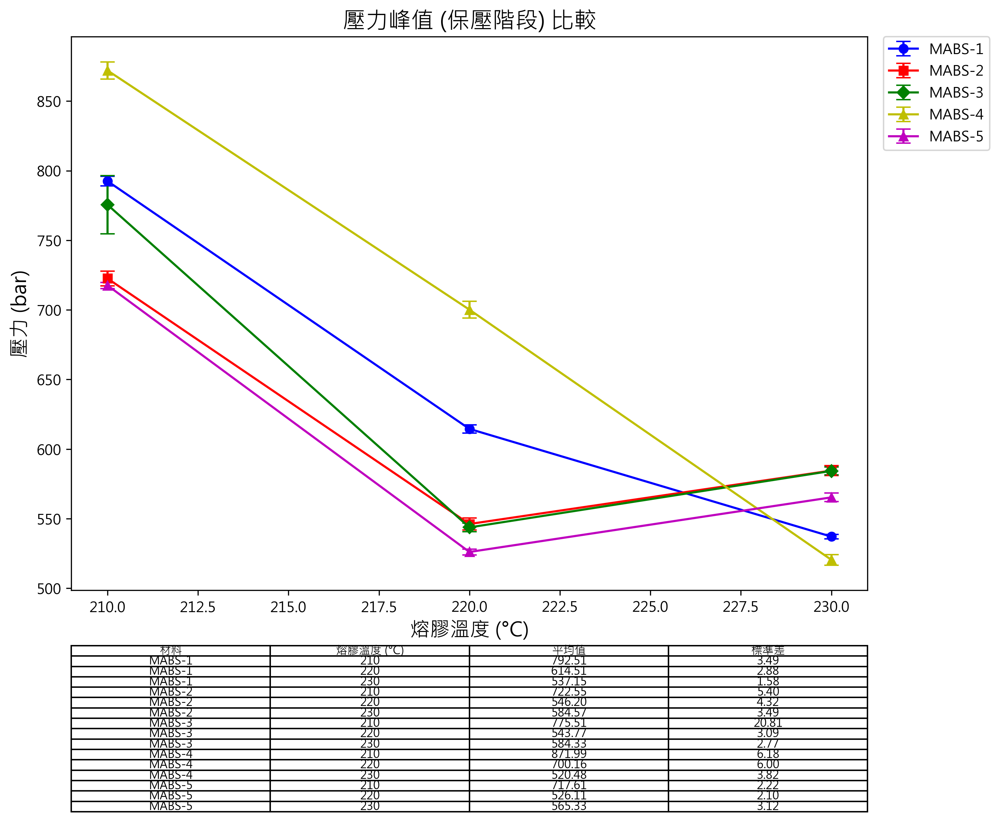 壓力峰值 (保壓階段) 比較
MABS-1
MABS-2
MABS-3
MABS-4
MABS-5
壓力 (bar)
850
800
750
700
650
600
550
500
210.0 212.5 215.0 217.5 220.0 222.5 225.0 227.5 230.0
熔膠溫度 (°C)
材料 熔膠溫度 (°C) 平均值 標準差
MABS-1 210 792.51 3.49
MABS-1 220 614.51 2.88
MABS-1 230 537.15 1.58
MABS-2 210 722.55 5.40
MABS-2 220 546.20 4.32
MABS-2 230 584.57 3.49
MABS-3 210 775.51 20.81
MABS-3 220 543.77 3.09
MABS-3 230 584.33 2.77
MABS-4 210 871.99 6.18
MABS-4 220 700.16 6.00
MABS-4 230 520.48 3.82
MABS-5 210 717.61 2.22
MABS-5 220 526.11 2.10
MABS-5 230 565.33 3.12